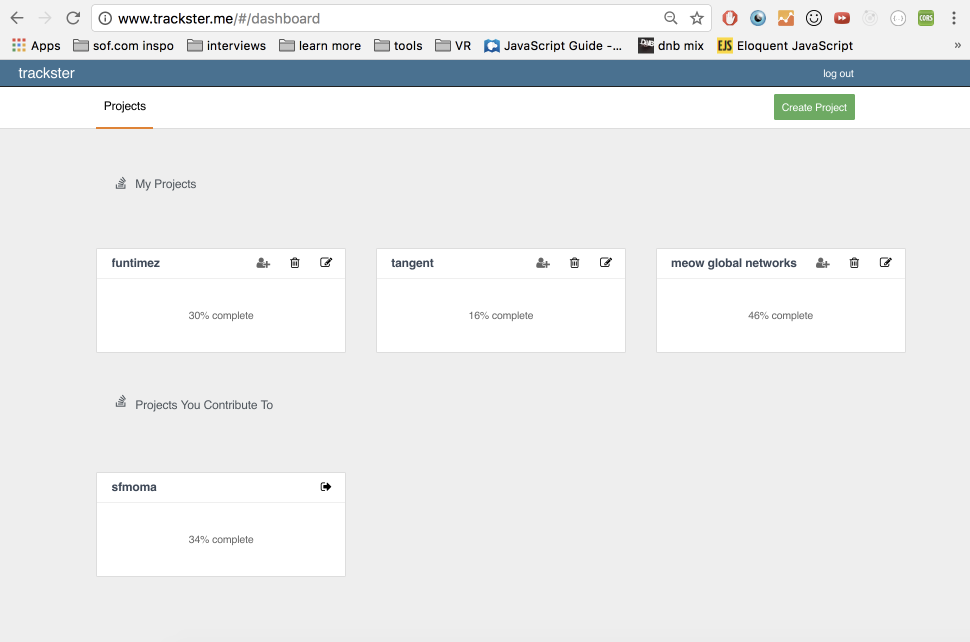 www.trackster.me/#/dashboard
CORS
Apps sof.com inspo interviews learn more tools VR JavaScript Guide -... DNB dnb mix EJS Eloquent JavaScript »
trackster log out
Projects Create Project
My Projects
funtimez tangent meow global networks
30% complete 16% complete 46% complete
Projects You Contribute To
sfmoma
34% complete